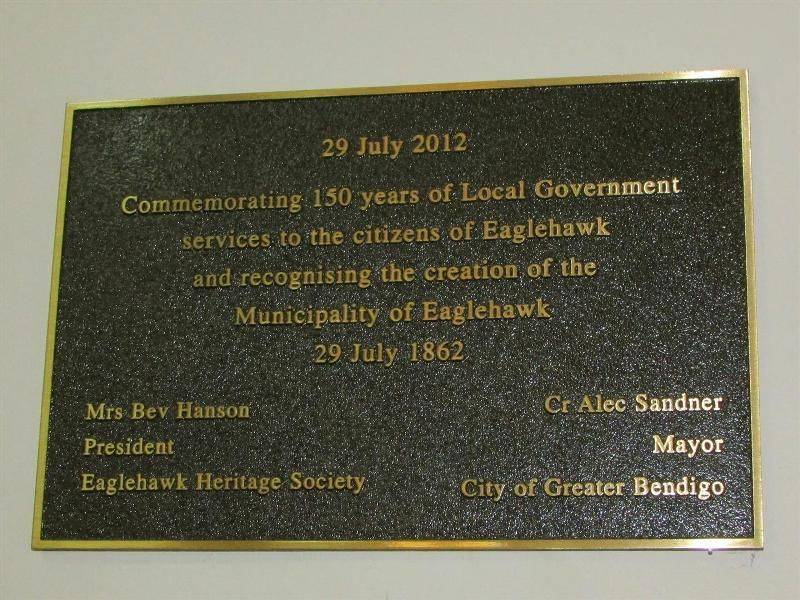 29 July 2012
Commemorating 150 years of Local Government
services to the citizens of Eaglehawk
and recognising the creation of the
Municipality of Eaglehawk
29 July 1862
Mrs Bev Hanson
President
Eaglehawk Heritage Society
Cr Alec Sandner
Mayor
City of Greater Bendigo